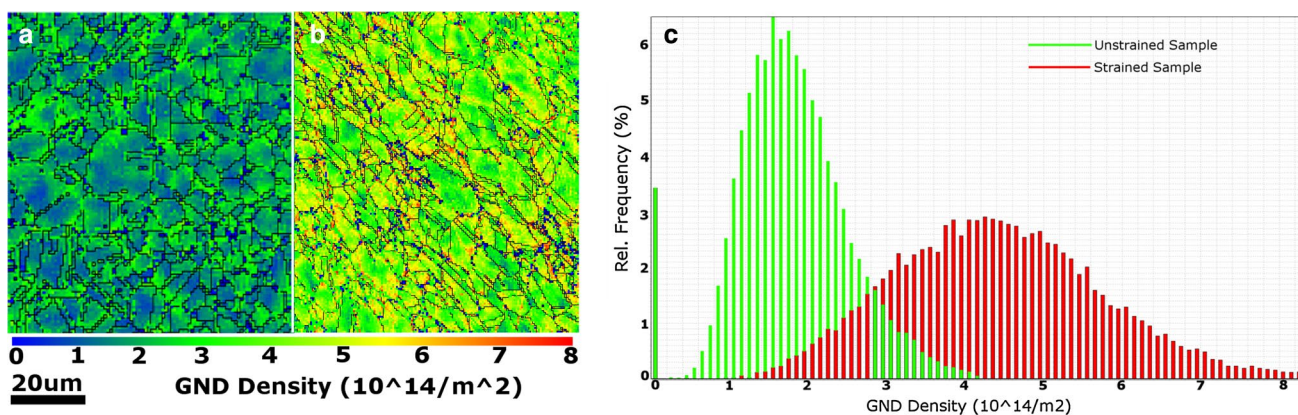 a
b
0 1 2 3 4 5 6 7 8
20um
GND Density (10^14/m^2)
c
Unstrained Sample
Strained Sample
Rel. Frequency (%)
6
5
4
3
2
1
0
0 1 2 3 4 5 6 7 8
GND Density (10^14/m2)